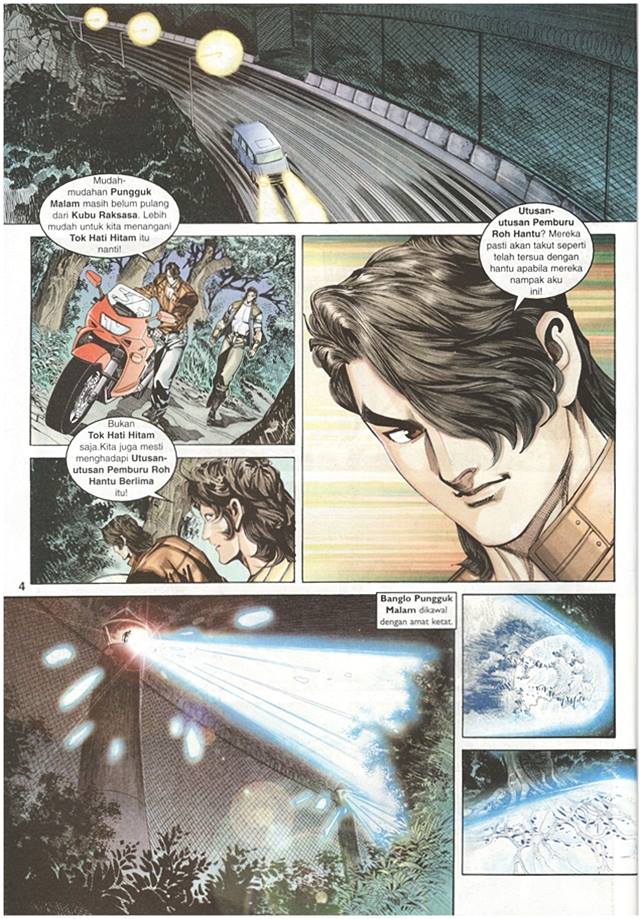 Mudah-
mudahan Pungguk
Malam masih belum pulang
dari Kubu Raksasa. Lebih
mudah untuk kita menangani
Tok Hati Hitam itu
nanti!
Utusan-
utusan Pemburu
Roh Hantu? Mereka
pasti akan takut seperti
telah tersua dengan
hantu apabila mereka
nampak aku
ini!
Bukan
Tok Hati Hitam
saja.Kita juga mesti
menghadapi Utusan-
utusan Pemburu Roh
Hantu Berlima
itu!
4
Banglo Pungguk
Malam dikawal
dengan amat ketat.